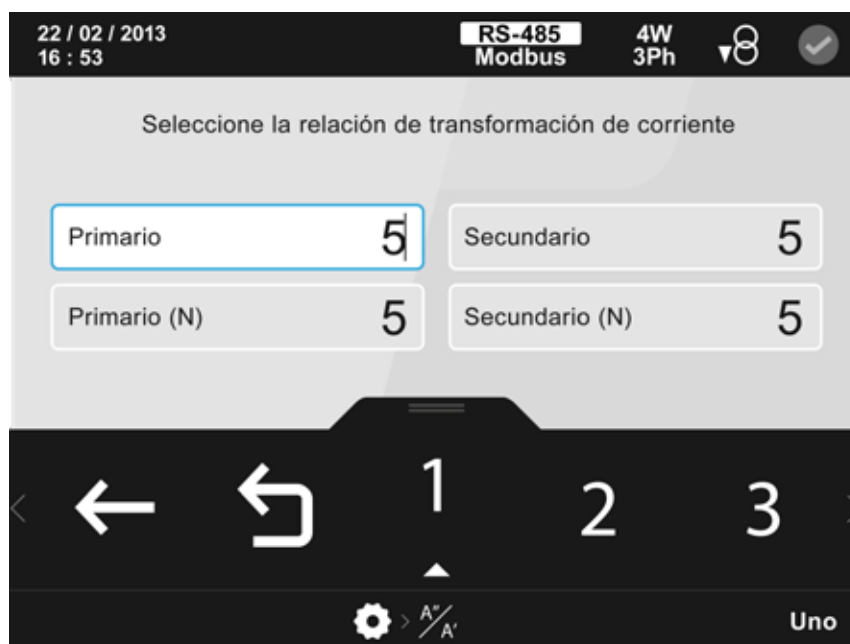 22 / 02 / 2013 RS-485 4W
16 : 53 Modbus 3Ph
Seleccione la relación de transformación de corriente
Primario 5 Secundario 5
Primario (N) 5 Secundario (N) 5
1 2 3
A"/A' Uno